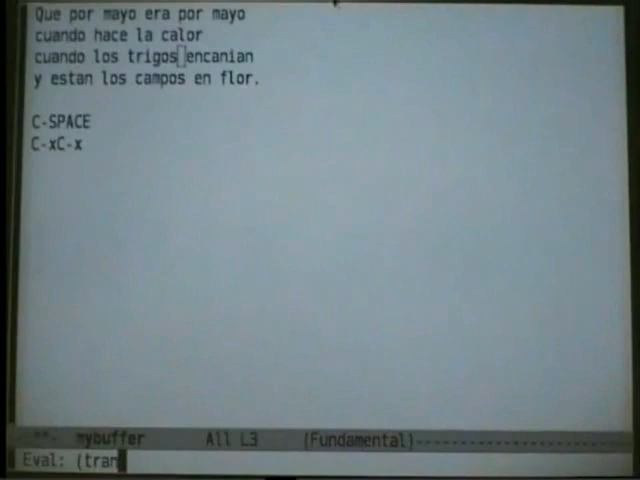 Que por mayo era por mayo
cuando hace la calor
cuando los trigos encanian
y estan los campos en flor.
C-SPACE
C-xC-x
-**- mybuffer All L3 (Fundamental)----------------------
Eval: (tran